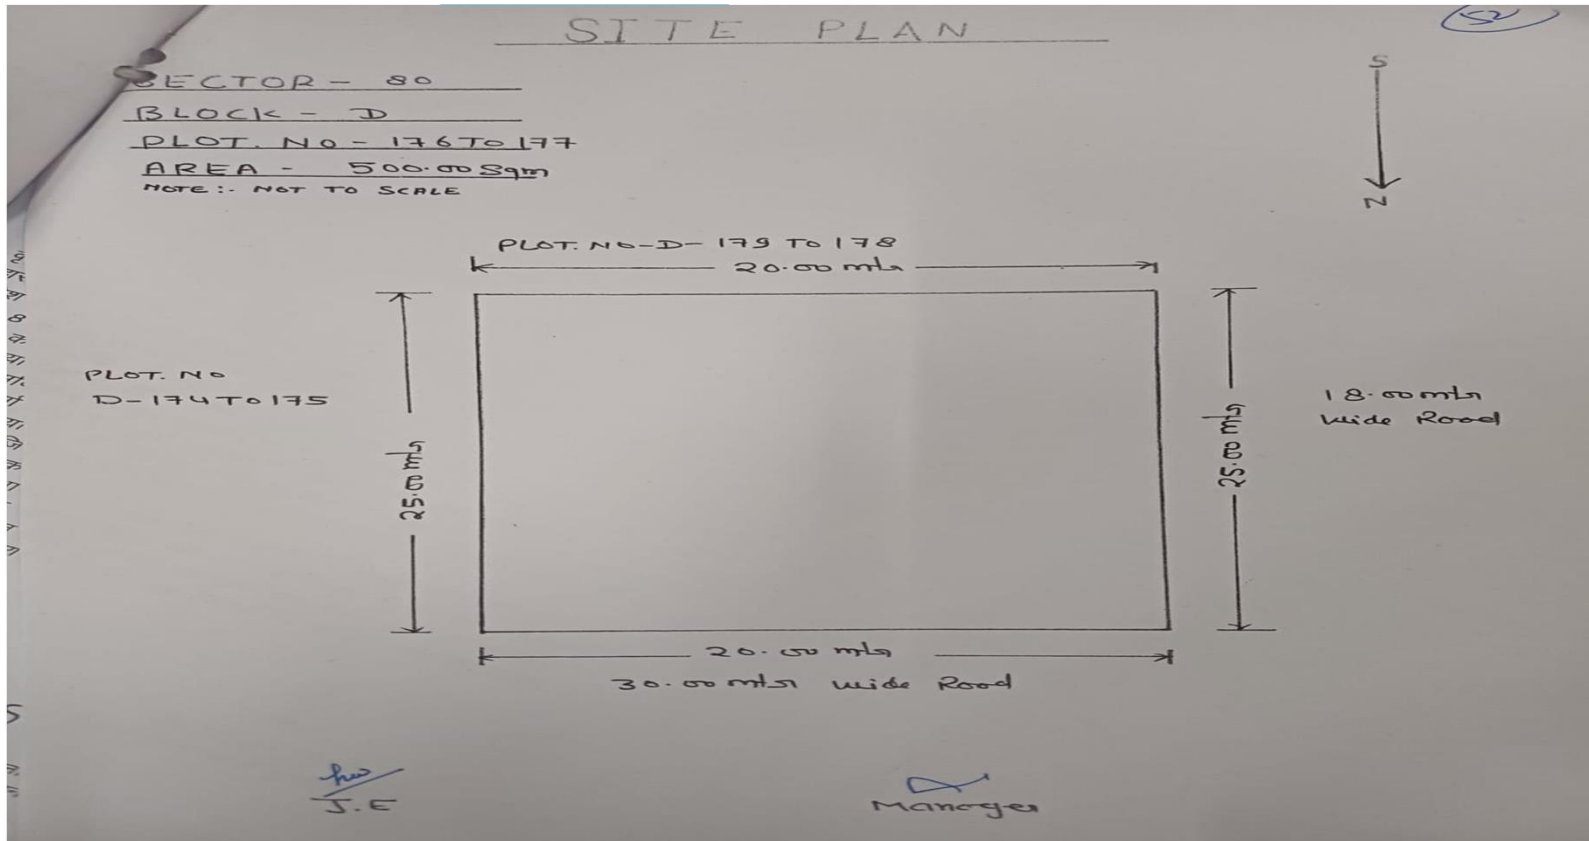 SITE PLAN
52
SECTOR - 80
BLOCK - D
PLOT. NO - 176 TO 177
AREA - 500.00 Sqm
NOTE :- NOT TO SCALE
S
N
PLOT. NO-D- 179 TO 178
20.00 mtr
PLOT. NO
D-174 TO 175
25.00 mtr
25.00 mtr
18.00 mtr
wide Road
20.00 mtr
30.00 mtr wide Road
J.E
Manager